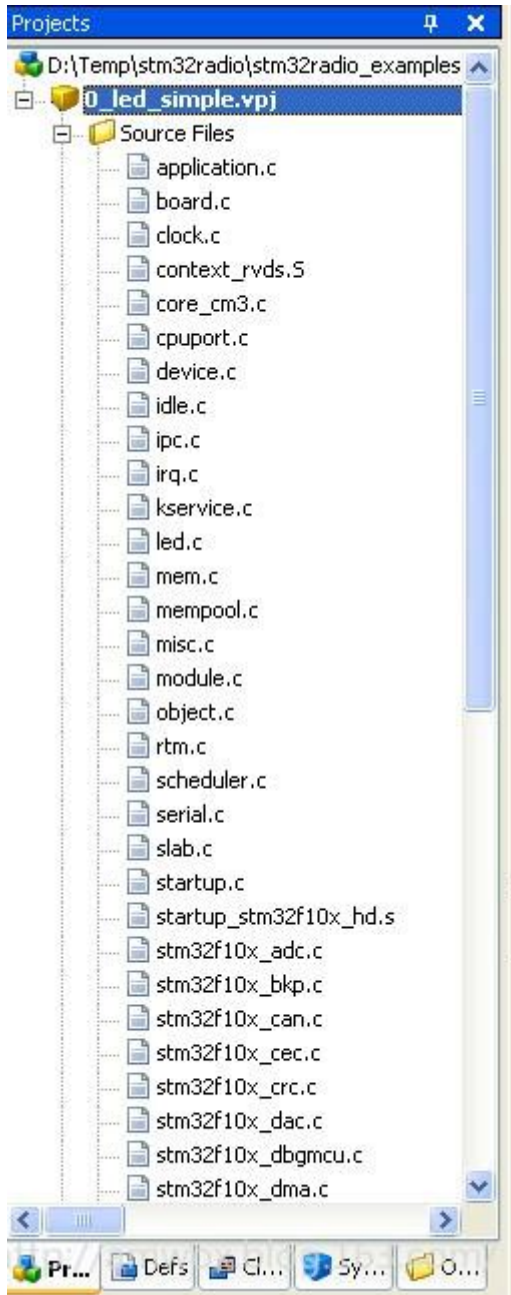 Projects
D:\Temp\stm32radio\stm32radio_examples
0_led_simple.vpj
Source Files
application.c
board.c
clock.c
context_rvds.S
core_cm3.c
cpuport.c
device.c
idle.c
ipc.c
irq.c
kservice.c
led.c
mem.c
mempool.c
misc.c
module.c
object.c
rtm.c
scheduler.c
serial.c
slab.c
startup.c
startup_stm32f10x_hd.s
stm32f10x_adc.c
stm32f10x_bkp.c
stm32f10x_can.c
stm32f10x_cec.c
stm32f10x_crc.c
stm32f10x_dac.c
stm32f10x_dbgmcu.c
stm32f10x_dma.c
Pr... Defs Cl... Sy... O...